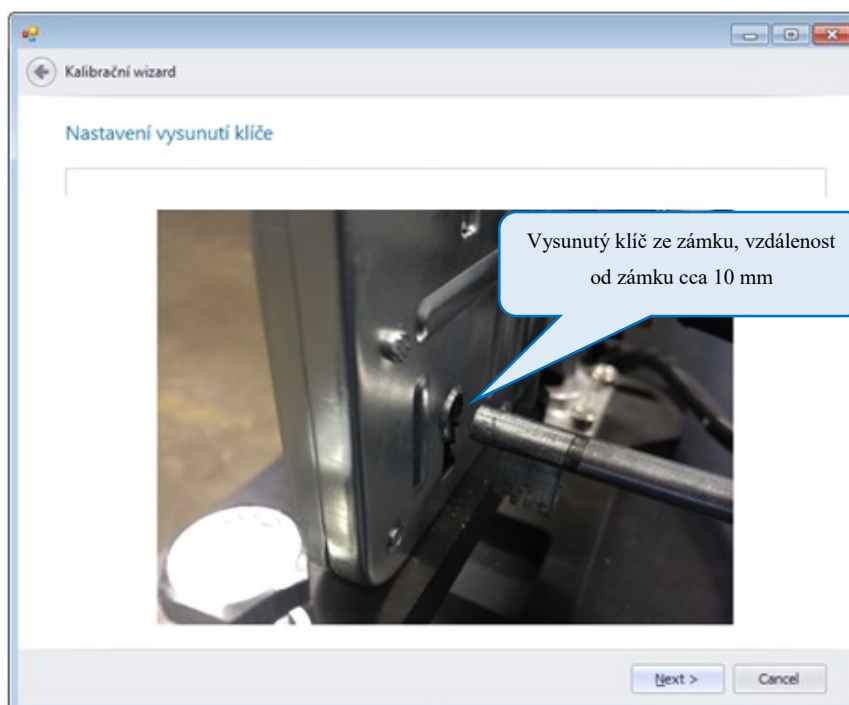 Kalibrační wizard
Nastavení vysunutí klíče
Vysunutý klíč ze zámku, vzdálenost
od zámku cca 10 mm
Next >
Cancel